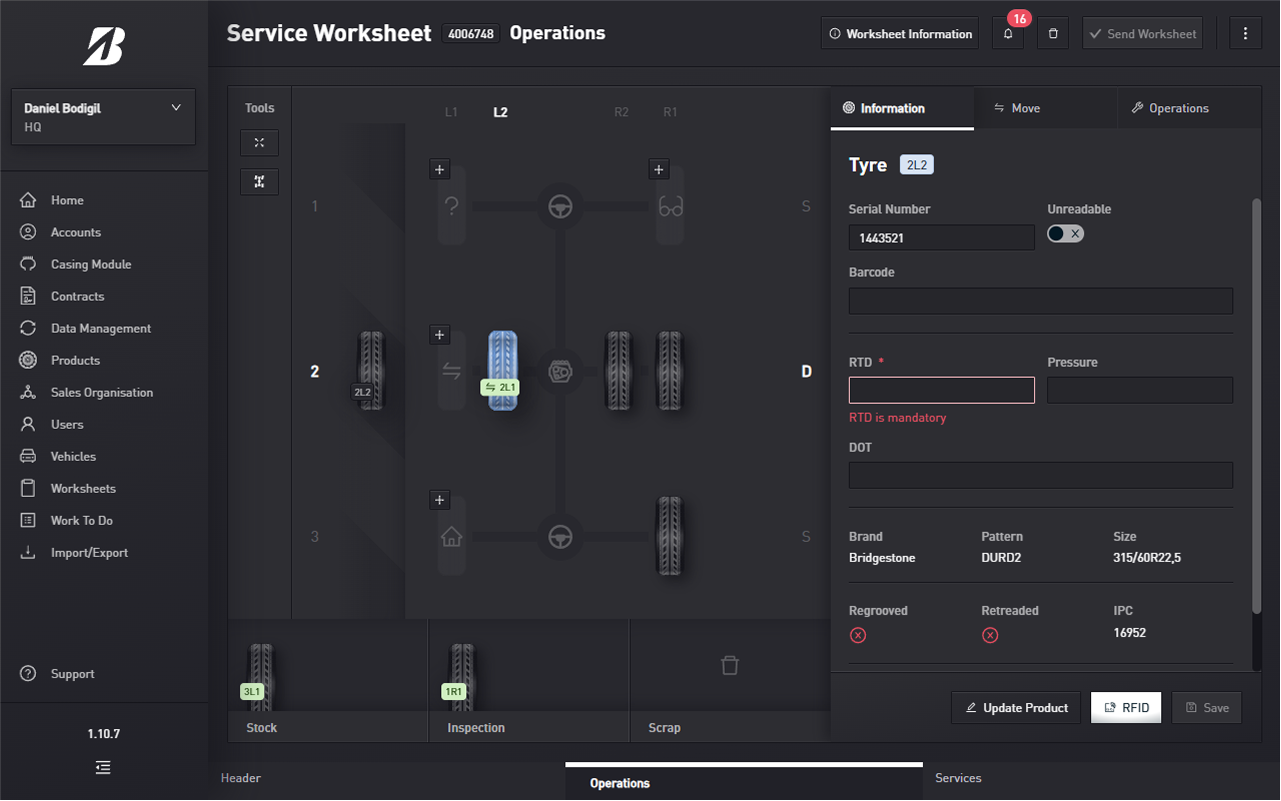 Service Worksheet 4006748 Operations
Worksheet Information
16
Send Worksheet
Daniel Bodigil
HQ
Home
Accounts
Casing Module
Contracts
Data Management
Products
Sales Organisation
Users
Vehicles
Worksheets
Work To Do
Import/Export
Support
1.10.7
Tools
L1 L2 R2 R1
1 S
2 D
2L2
2L1
3 S
3L1
Stock
1R1
Inspection
Scrap
Information
Move
Operations
Tyre 2L2
Serial Number Unreadable
1443521
Barcode
RTD * Pressure
RTD is mandatory
DOT
Brand Pattern Size
Bridgestone DURD2 315/60R22,5
Regrooved Retreaded IPC
16952
Update Product
RFID
Save
Header
Operations
Services